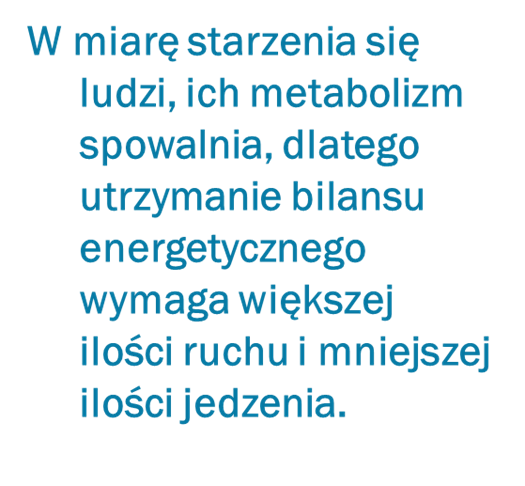 W miarę starzenia się
ludzi, ich metabolizm
spowalnia, dlatego
utrzymanie bilansu
energetycznego
wymaga większej
ilości ruchu i mniejszej
ilości jedzenia.